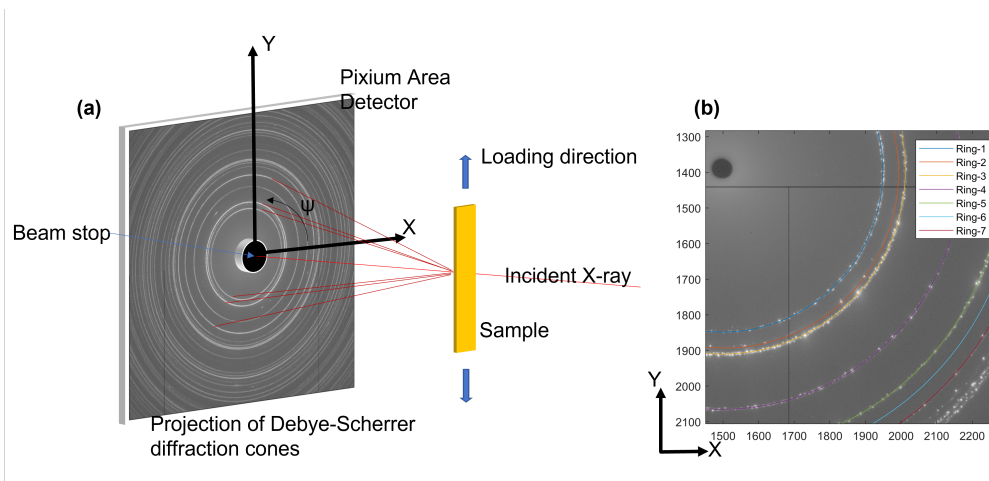 (a)
Y
Pixium Area
Detector
Loading direction
ψ
X
Beam stop
Incident X-ray
Sample
Projection of Debye-Scherrer
diffraction cones
(b)
1300
1400
1500
1600
1700
1800
1900
2000
2100
1500 1600 1700 1800 1900 2000 2100 2200
Ring-1
Ring-2
Ring-3
Ring-4
Ring-5
Ring-6
Ring-7
Y
X